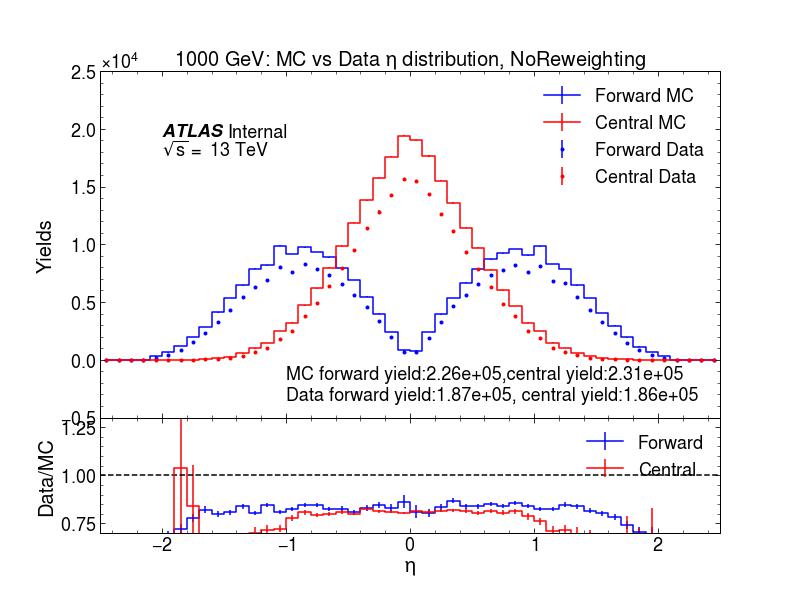 ×10⁴
1000 GeV: MC vs Data η distribution, NoReweighting
2.5
2.0
1.5
1.0
0.5
0.0
0.5
Yields
ATLAS Internal
√s = 13 TeV
Forward MC
Central MC
Forward Data
Central Data
MC forward yield:2.26e+05,central yield:2.31e+05
Data forward yield:1.87e+05, central yield:1.86e+05
1.25
1.00
0.75
Data/MC
Forward
Central
−2 −1 0 1 2
η